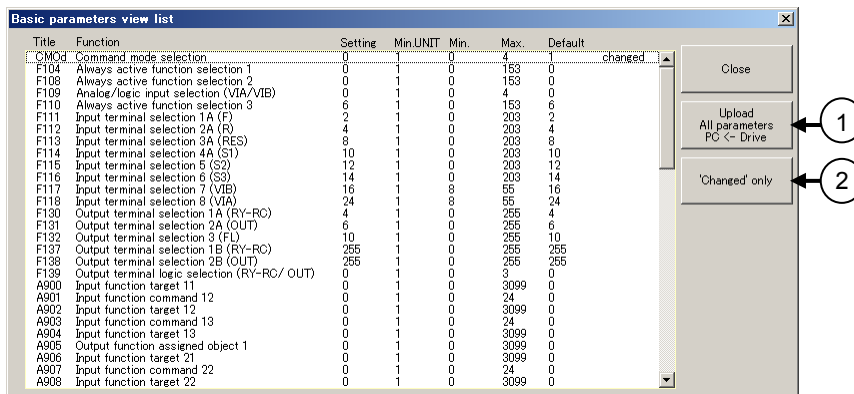 Basic parameters view list
Title Function Setting Min.UNIT Min. Max. Default
CMOd Command mode selection 0 1 0 4 1 changed
F104 Always active function selection 1 0 1 0 153 0
F108 Always active function selection 2 0 1 0 153 0
F109 Analog/logic input selection (VIA/VIB) 0 1 0 4 0
F110 Always active function selection 3 6 1 0 153 6
F111 Input terminal selection 1A (F) 2 1 0 203 2
F112 Input terminal selection 2A (R) 4 1 0 203 4
F113 Input terminal selection 3A (RES) 8 1 0 203 8
F114 Input terminal selection 4A (S1) 10 1 0 203 10
F115 Input terminal selection 5 (S2) 12 1 0 203 12
F116 Input terminal selection 6 (S3) 14 1 0 203 14
F117 Input terminal selection 7 (VIB) 16 1 8 55 16
F118 Input terminal selection 8 (VIA) 24 1 8 55 24
F130 Output terminal selection 1A (RY-RC) 4 1 0 255 4
F131 Output terminal selection 2A (OUT) 6 1 0 255 6
F132 Output terminal selection 3 (FL) 10 1 0 255 10
F137 Output terminal selection 1B (RY-RC) 255 1 0 255 255
F138 Output terminal selection 2B (OUT) 255 1 0 255 255
F139 Output terminal logic selection (RY-RC/ OUT) 0 1 0 3 0
A900 Input function target 11 0 1 0 3099 0
A901 Input function command 12 0 1 0 24 0
A902 Input function target 12 0 1 0 3099 0
A903 Input function command 13 0 1 0 24 0
A904 Input function target 13 0 1 0 3099 0
A905 Output function assigned object 1 0 1 0 3099 0
A906 Input function target 21 0 1 0 3099 0
A907 Input function command 22 0 1 0 24 0
A908 Input function target 22 0 1 0 3099 0
Close
Upload
All parameters
PC <- Drive
1
'Changed' only
2